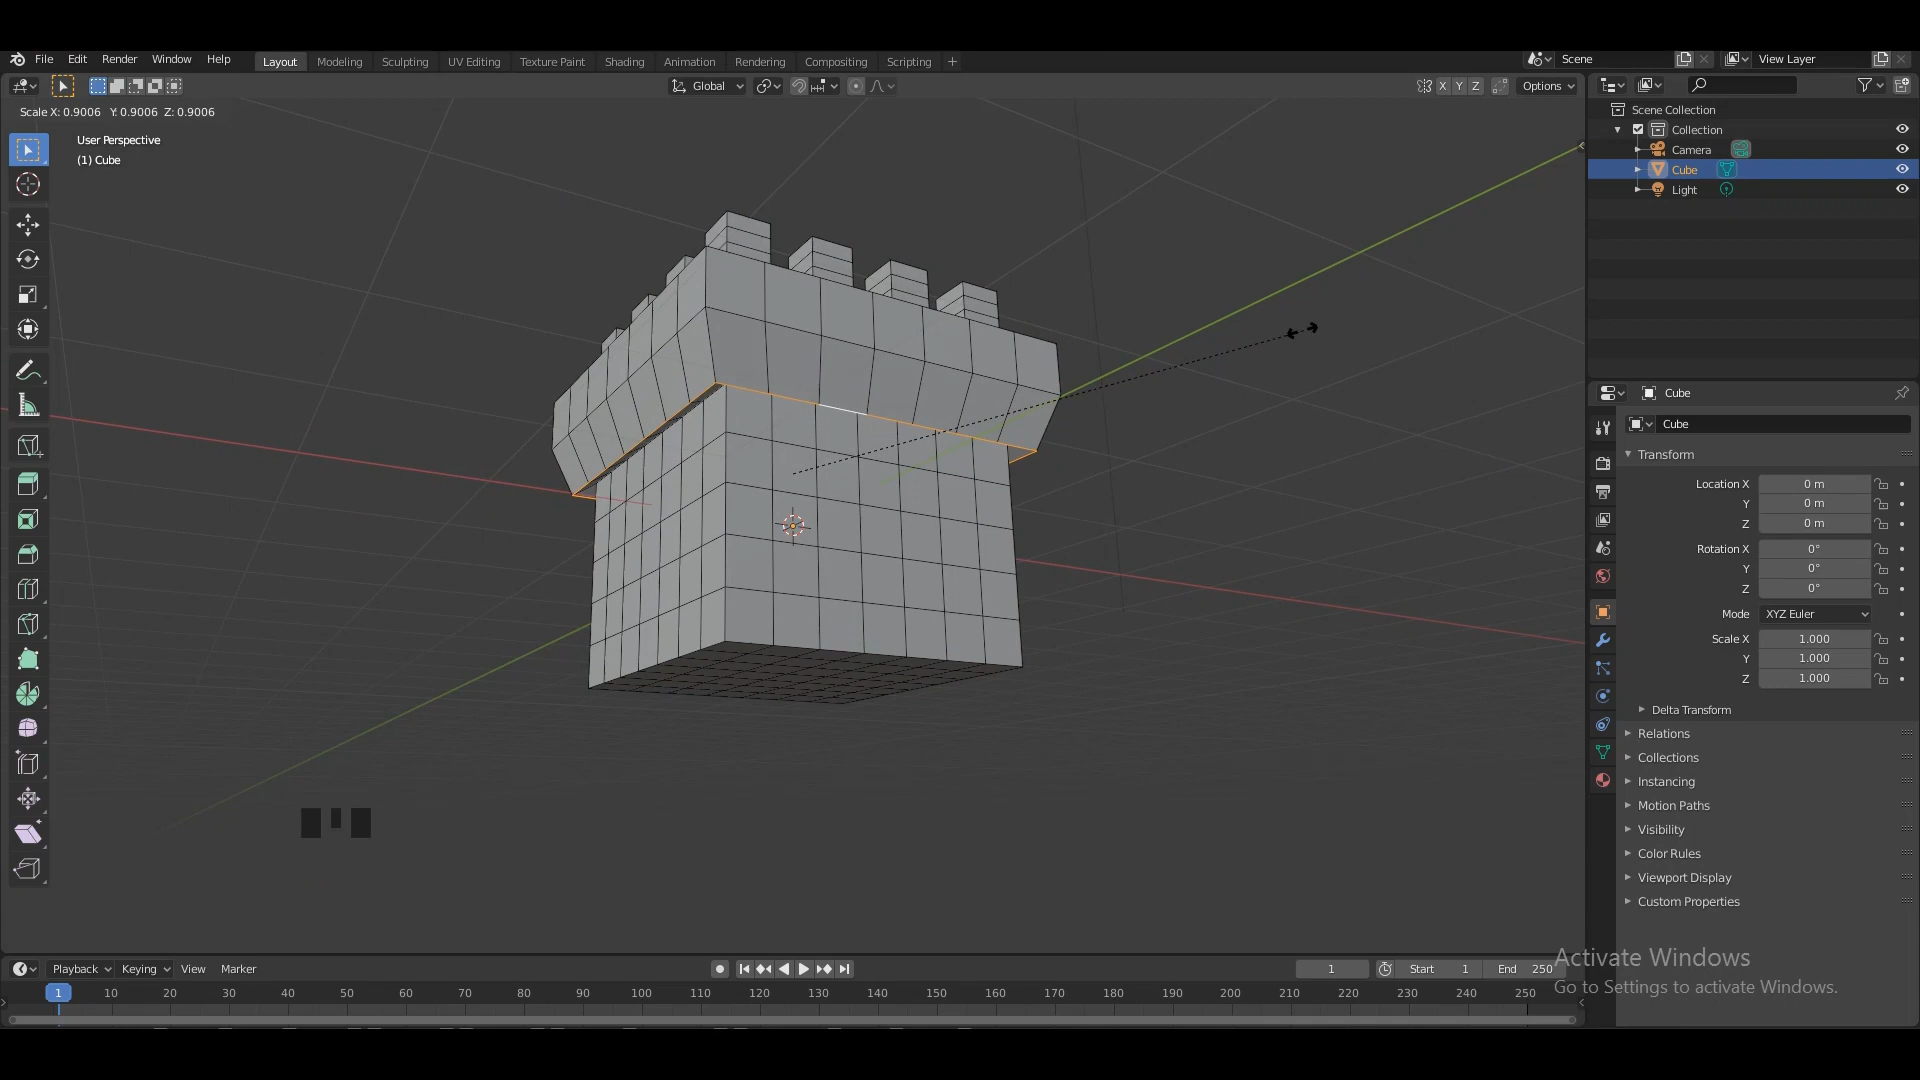 File Edit Render Window Help Layout Modeling Sculpting UV Editing Texture Paint Shading Animation Rendering Compositing Scripting + Scene View Layer
Global X Y Z Options
Scale X: 0.9006 Y: 0.9006 Z: 0.9006
User Perspective
(1) Cube
Scene Collection
Collection
Camera
Cube
Light
Cube
Cube
Transform
Location X 0 m
Y 0 m
Z 0 m
Rotation X 0°
Y 0°
Z 0°
Mode XYZ Euler
Scale X 1.000
Y 1.000
Z 1.000
Delta Transform
Relations
Collections
Instancing
Motion Paths
Visibility
Color Rules
Viewport Display
Custom Properties
Playback Keying View Marker 1 Start 1 End 250
1 10 20 30 40 50 60 70 80 90 100 110 120 130 140 150 160 170 180 190 200 210 220 230 240 250
Activate Windows
Go to Settings to activate Windows.